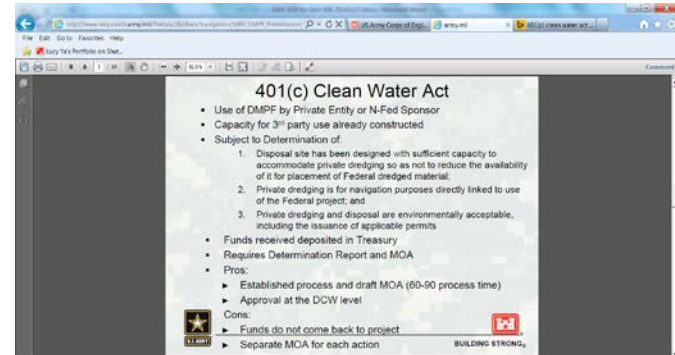 US Army Corps of Engi...
army.mil
401(c) clean water act ...
File Edit Go to Favorites Help
Comment
401(c) Clean Water Act
Use of DMPF by Private Entity or N-Fed Sponsor
Capacity for 3rd party use already constructed
Subject to Determination of:
1. Disposal site has been designed with sufficient capacity to
accommodate private dredging so as not to reduce the availability
of it for placement of Federal dredged material;
2. Private dredging is for navigation purposes directly linked to use
of the Federal project; and
3. Private dredging and disposal are environmentally acceptable,
including the issuance of applicable permits
Funds received deposited in Treasury
Requires Determination Report and MOA
Pros:
Established process and draft MOA (60-90 process time)
Approval at the DCW level
Cons:
Funds do not come back to project
Separate MOA for each action
U.S.ARMY
BUILDING STRONG®